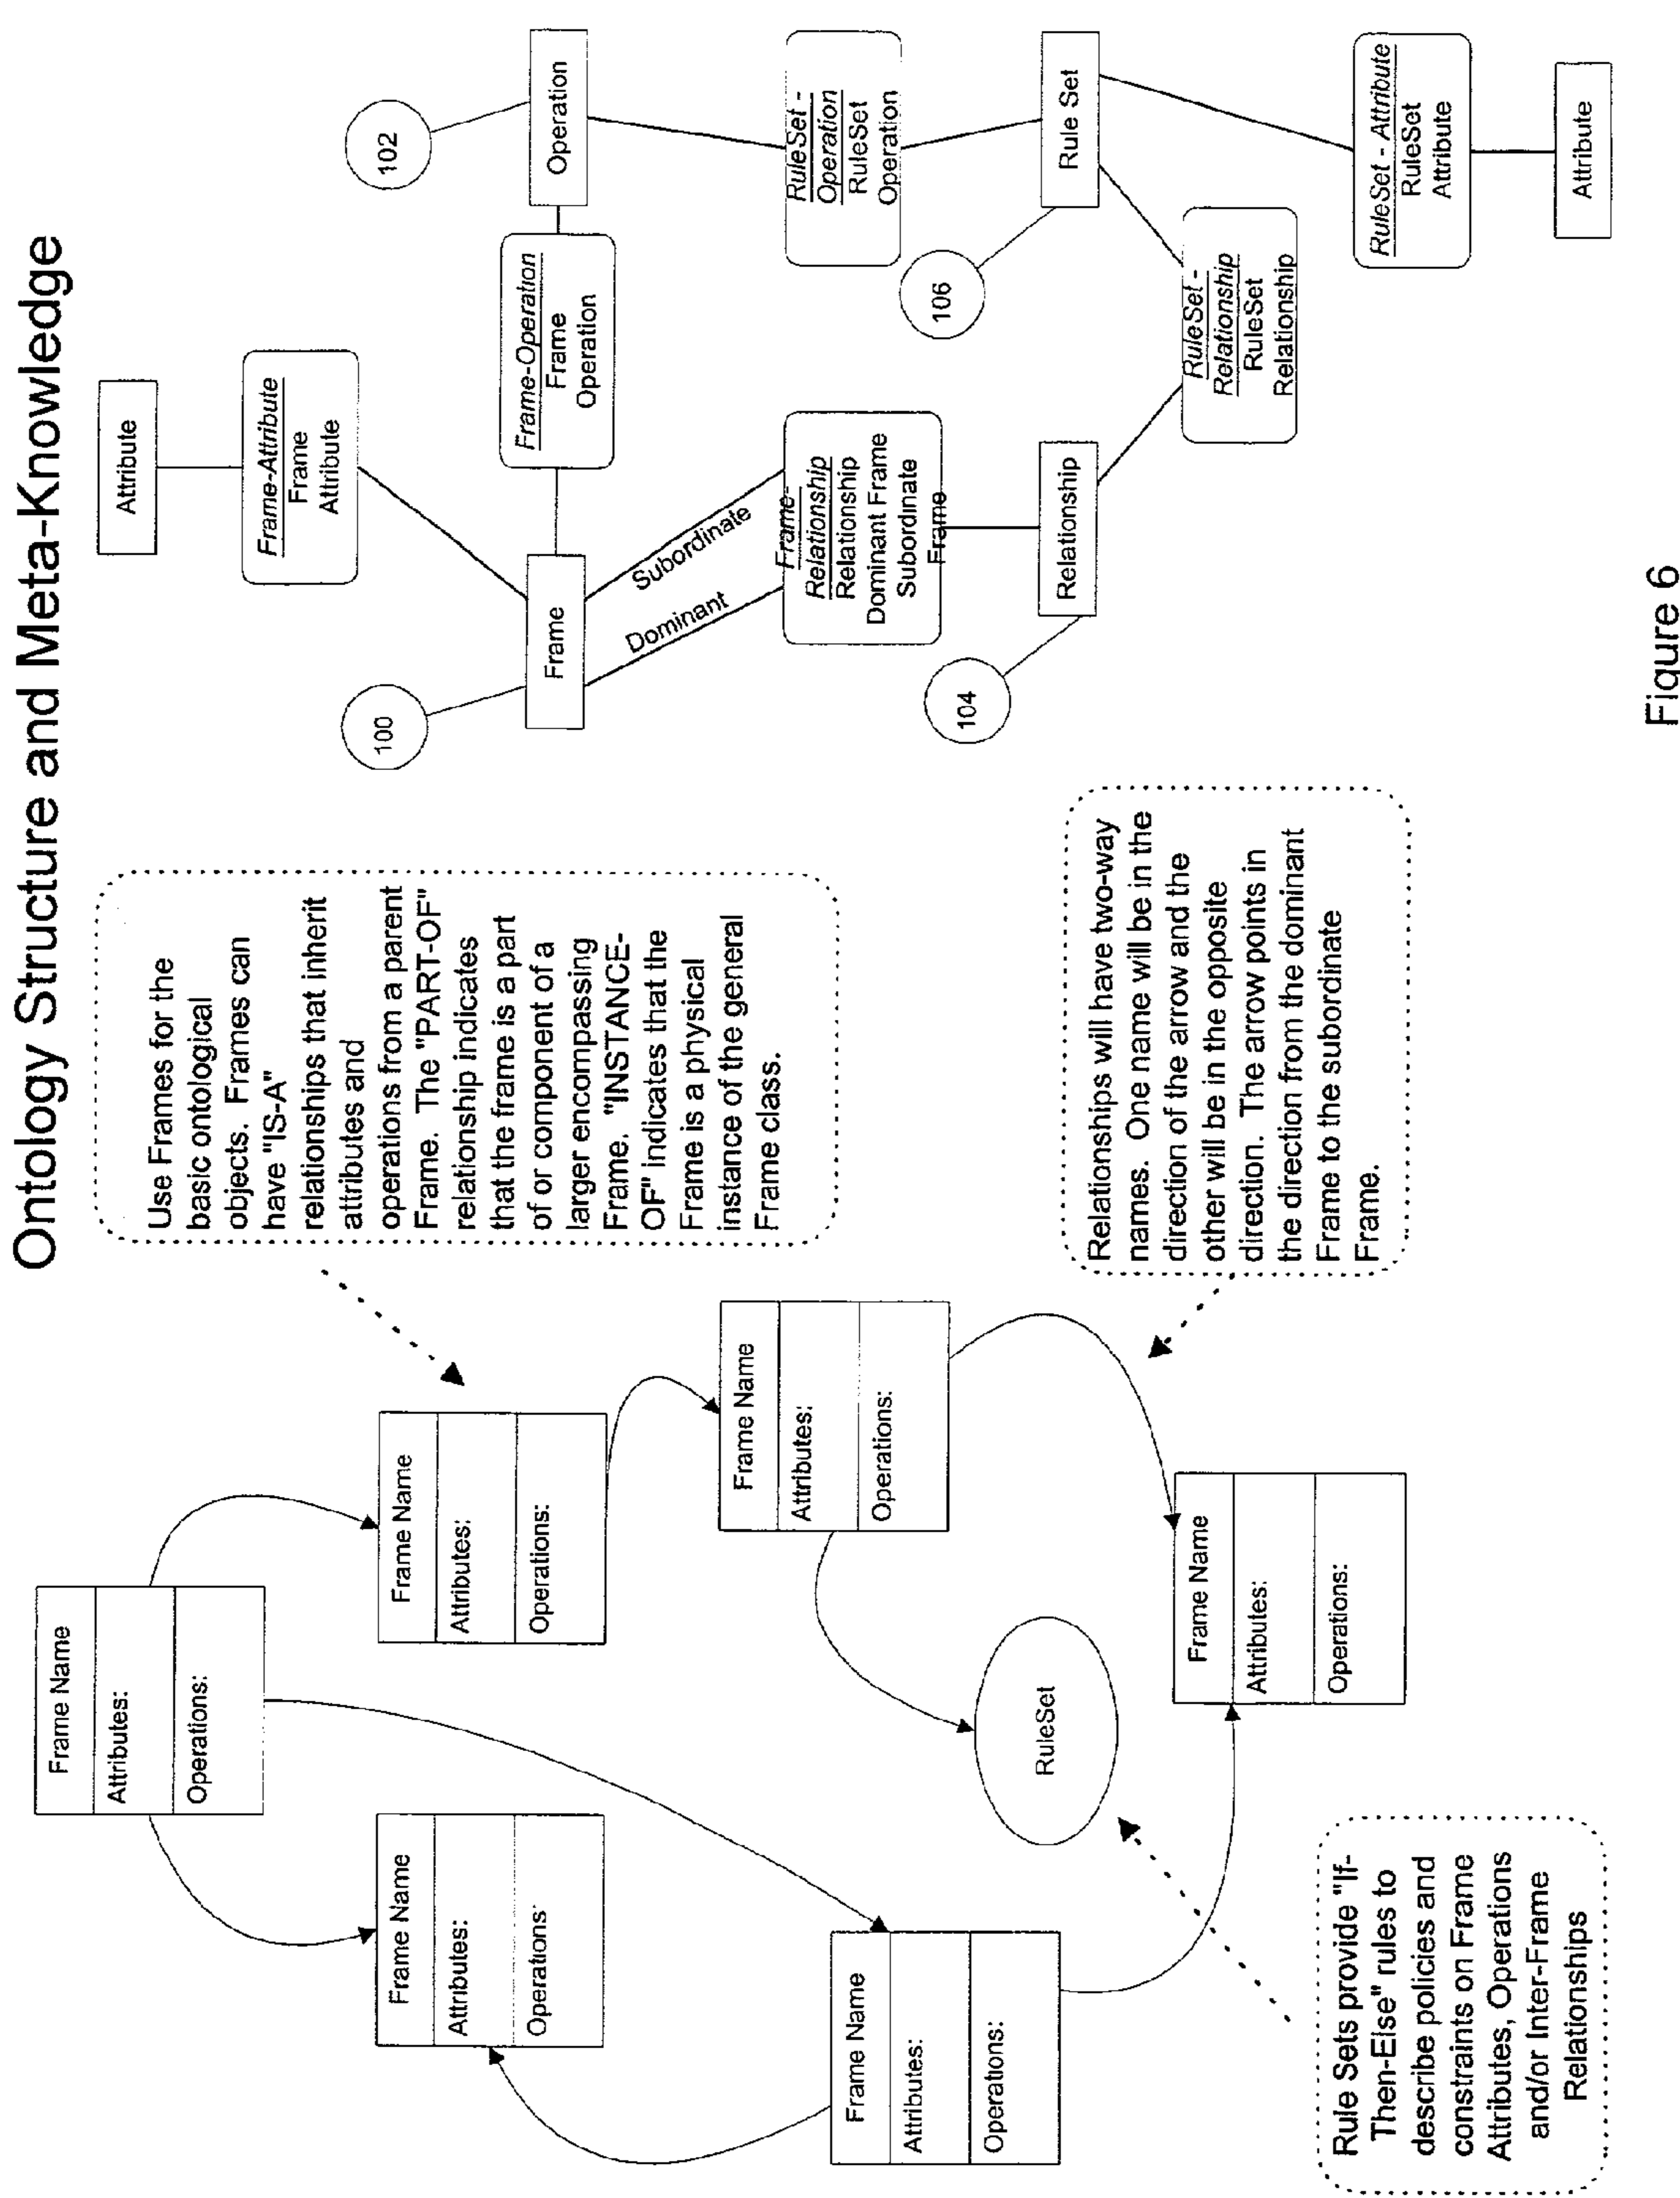 Ontology Structure and Meta-Knowledge
Frame Name
Attributes:
Operations:
Frame Name
Attributes:
Operations:
Frame Name
Attributes:
Operations:
Frame Name
Attributes:
Operations:
Frame Name
Attributes:
Operations:
Frame Name
Attributes:
Operations:
RuleSet
Rule Sets provide "If-
Then-Else" rules to
describe policies and
constraints on Frame
Attributes, Operations
and/or Inter-Frame
Relationships
Use Frames for the
basic ontological
objects. Frames can
have "IS-A"
relationships that inherit
attributes and
operations from a parent
Frame. The "PART-OF"
relationship indicates
that the frame is a part
of or component of a
larger encompassing
Frame. "INSTANCE-
OF" indicates that the
Frame is a physical
instance of the general
Frame class.
Relationships will have two-way
names. One name will be in the
direction of the arrow and the
other will be in the opposite
direction. The arrow points in
the direction from the dominant
Frame to the subordinate
Frame.
Attribute
Frame-Attribute
Frame
Attribute
100
Frame
Frame-Operation
Frame
Operation
102
Operation
Dominant
Subordinate
Frame-
Relationship
Relationship
Dominant Frame
Subordinate
Frame
RuleSet -
Operation
RuleSet
Operation
104
Relationship
106
Rule Set
RuleSet -
Relationship
RuleSet
Relationship
RuleSet - Attribute
RuleSet
Attribute
Attribute
Figure 6